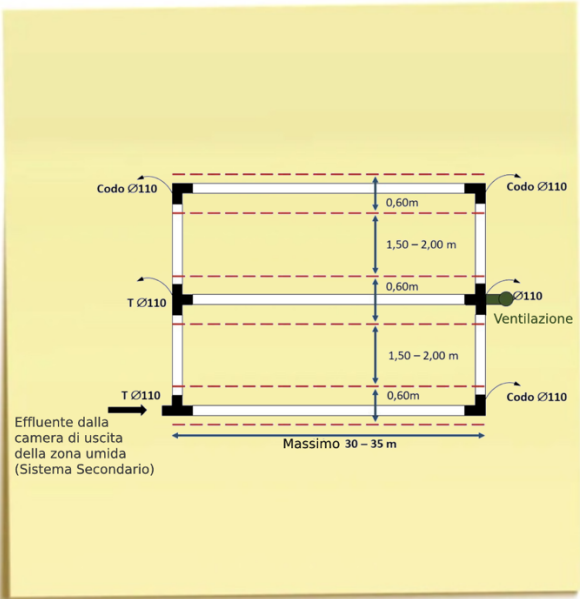 Codo Ø110
Codo Ø110
0,60m
1,50 – 2,00 m
0,60m
T Ø110
Ø110
Ventilazione
1,50 – 2,00 m
T Ø110
0,60m
Codo Ø110
Effluente dalla
camera di uscita
della zona umida
(Sistema Secondario)
Massimo 30 – 35 m